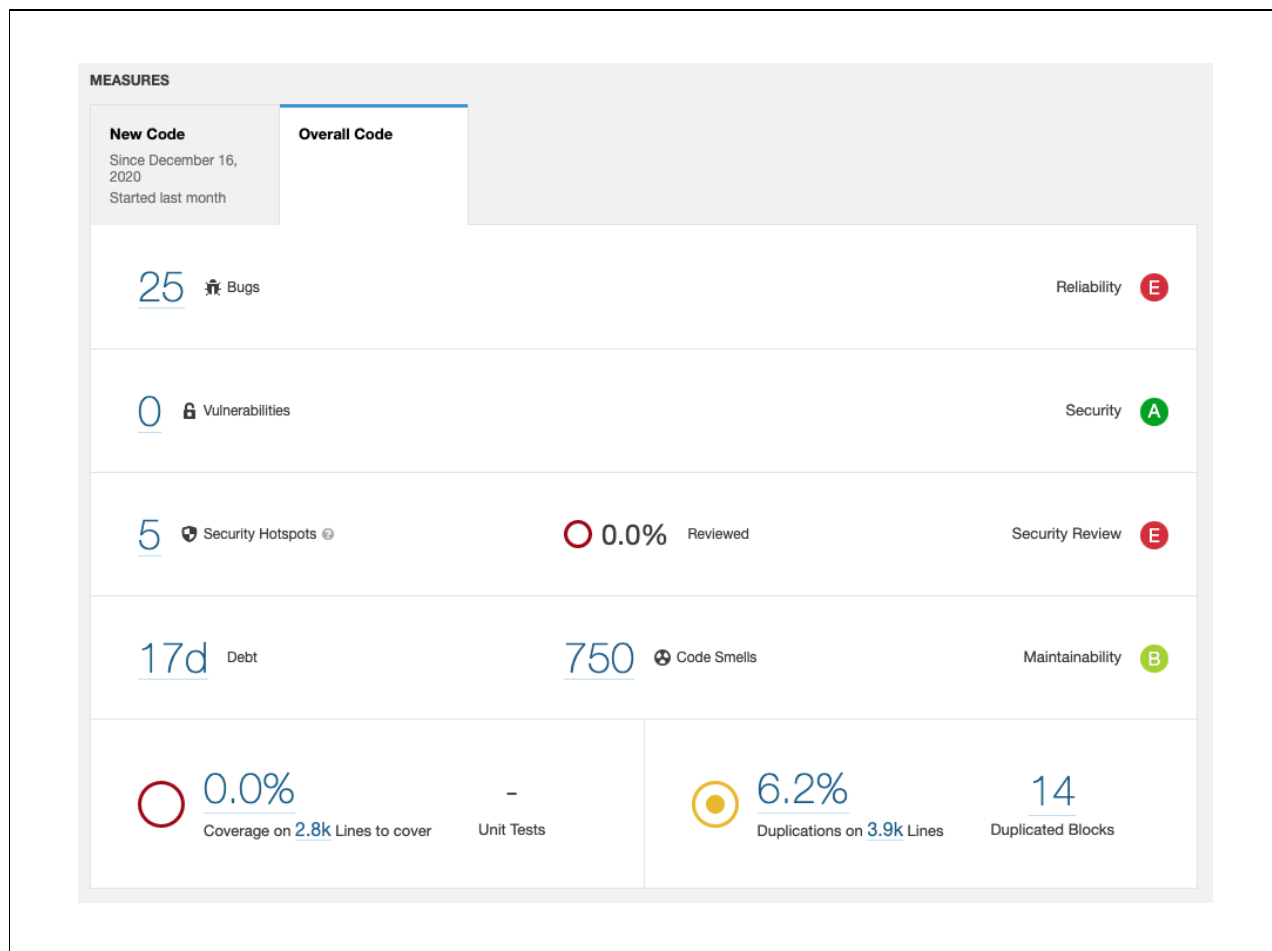 MEASURES
New Code
Since December 16,
2020
Started last month
Overall Code
25 Bugs
Reliability E
0 Vulnerabilities
Security A
5 Security Hotspots ?
0.0% Reviewed
Security Review E
17d Debt
750 Code Smells
Maintainability B
0.0%
Coverage on 2.8k Lines to cover
-
Unit Tests
6.2%
Duplications on 3.9k Lines
14
Duplicated Blocks